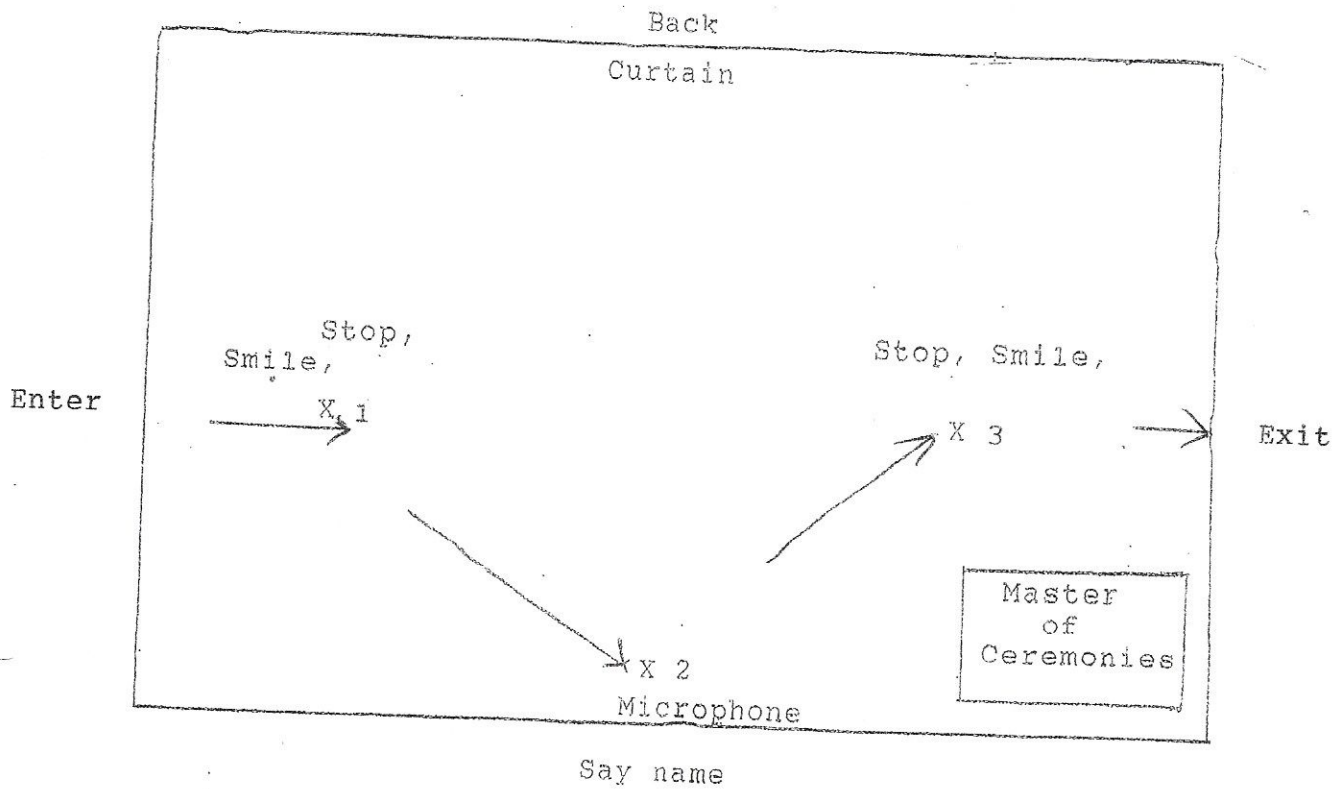 Back
Curtain
Stop,
Smile,
Stop, Smile,
Enter
X 1
X 3
Exit
Master
of
Ceremonies
X 2
Microphone
Say name